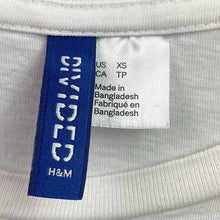 DIVIDED
H&M
US XS
CA TP
Made in
Bangladesh
Fabriqué en
Bangladesh